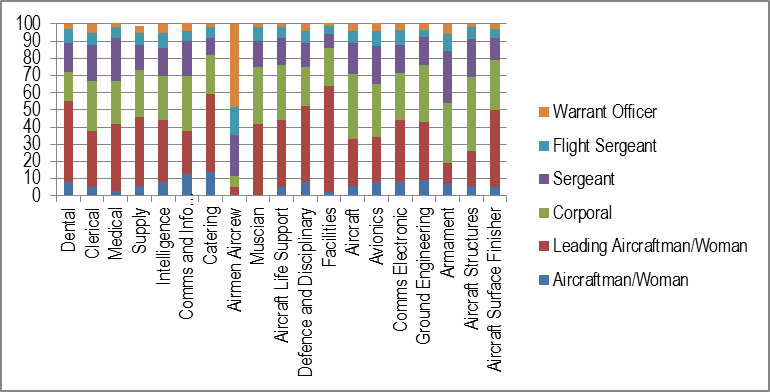 100
90
80
70
60
50
40
30
20
10
0
Dental
Clerical
Medical
Supply
Intelligence
Comms and Info…
Catering
Airmen Aircrew
Muscian
Aircraft Life Support
Defence and Disciplinary
Facilities
Aircraft
Avionics
Comms Electronic
Ground Engineering
Armament
Aircraft Structures
Aircraft Surface Finisher
Warrant Officer
Flight Sergeant
Sergeant
Corporal
Leading Aircraftman/Woman
Aircraftman/Woman